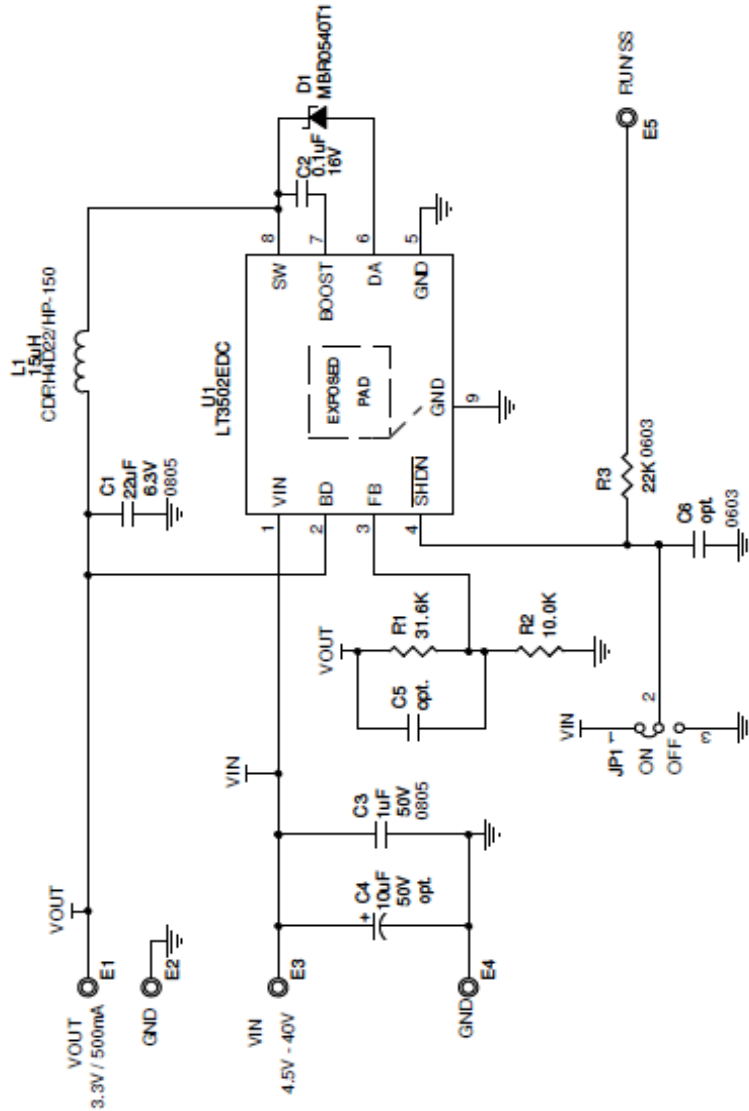 L1
15uH
CDRH4D22/HP-150
VOUT
E1
VOUT
3.3V / 500mA
E2
GND
C1
22uF
6.3V
0805
D1
MBR0540T1
C2
0.1uF
16V
U1
LT3502EDC
1
VIN
2
BD
3
FB
4
SHDN
8
SW
7
BOOST
6
DA
5
GND
EXPOSED
PAD
GND
9
VIN
E3
VIN
4.5V - 40V
C4
+
10uF
50V
opt.
C3
1uF
50V
0805
E4
GND
VOUT
C5
opt.
R1
31.6K
R2
10.0K
VIN
JP1
1
ON
2
OFF
3
R3
22K
0603
C6
opt.
0603
E5
RUN/SS